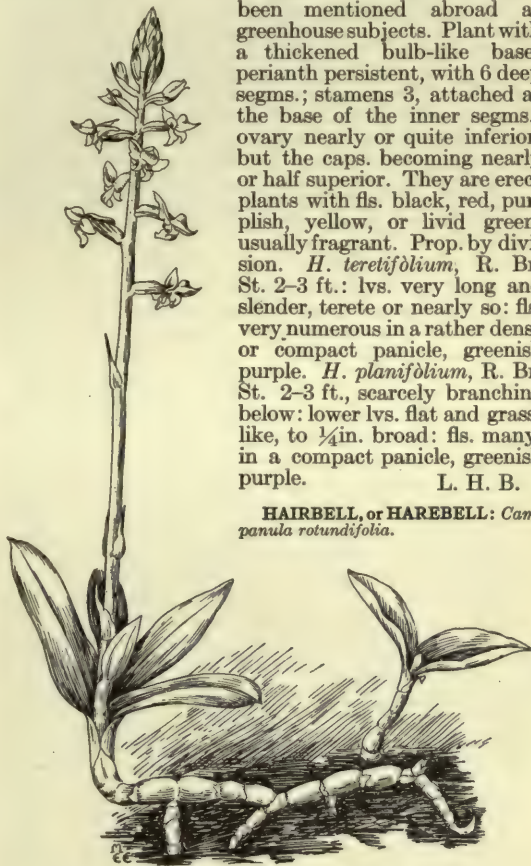 been mentioned abroad a
greenhouse subjects. Plant wit
a thickened bulb-like base
perianth persistent, with 6 dee
segms.; stamens 3, attached a
the base of the inner segms.
ovary nearly or quite inferior
but the caps. becoming nearl
or half superior. They are erec
plants with fls. black, red, pur
plish, yellow, or livid green
usually fragrant. Prop. by divi
sion. H. teretifòlium, R. Br
St. 2–3 ft.: lvs. very long an
slender, terete or nearly so: fls
very numerous in a rather dens
or compact panicle, greenis
purple. H. planifòlium, R. Br
St. 2–3 ft., scarcely branchin
below: lower lvs. flat and grass
like, to ¼in. broad: fls. many
in a compact panicle, greenis
purple. L. H. B.
HAIRBELL, or HAREBELL: Cam
panula rotundifolia.